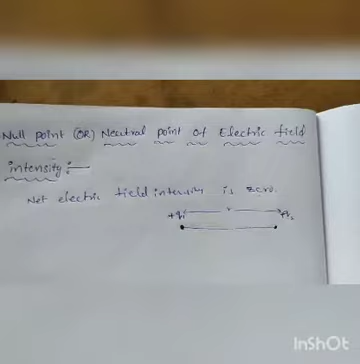 Null point (OR) Neutral point of Electric field
intensity :-
Net electric field intensity is zero.
+q₁ r q₂
InShOt